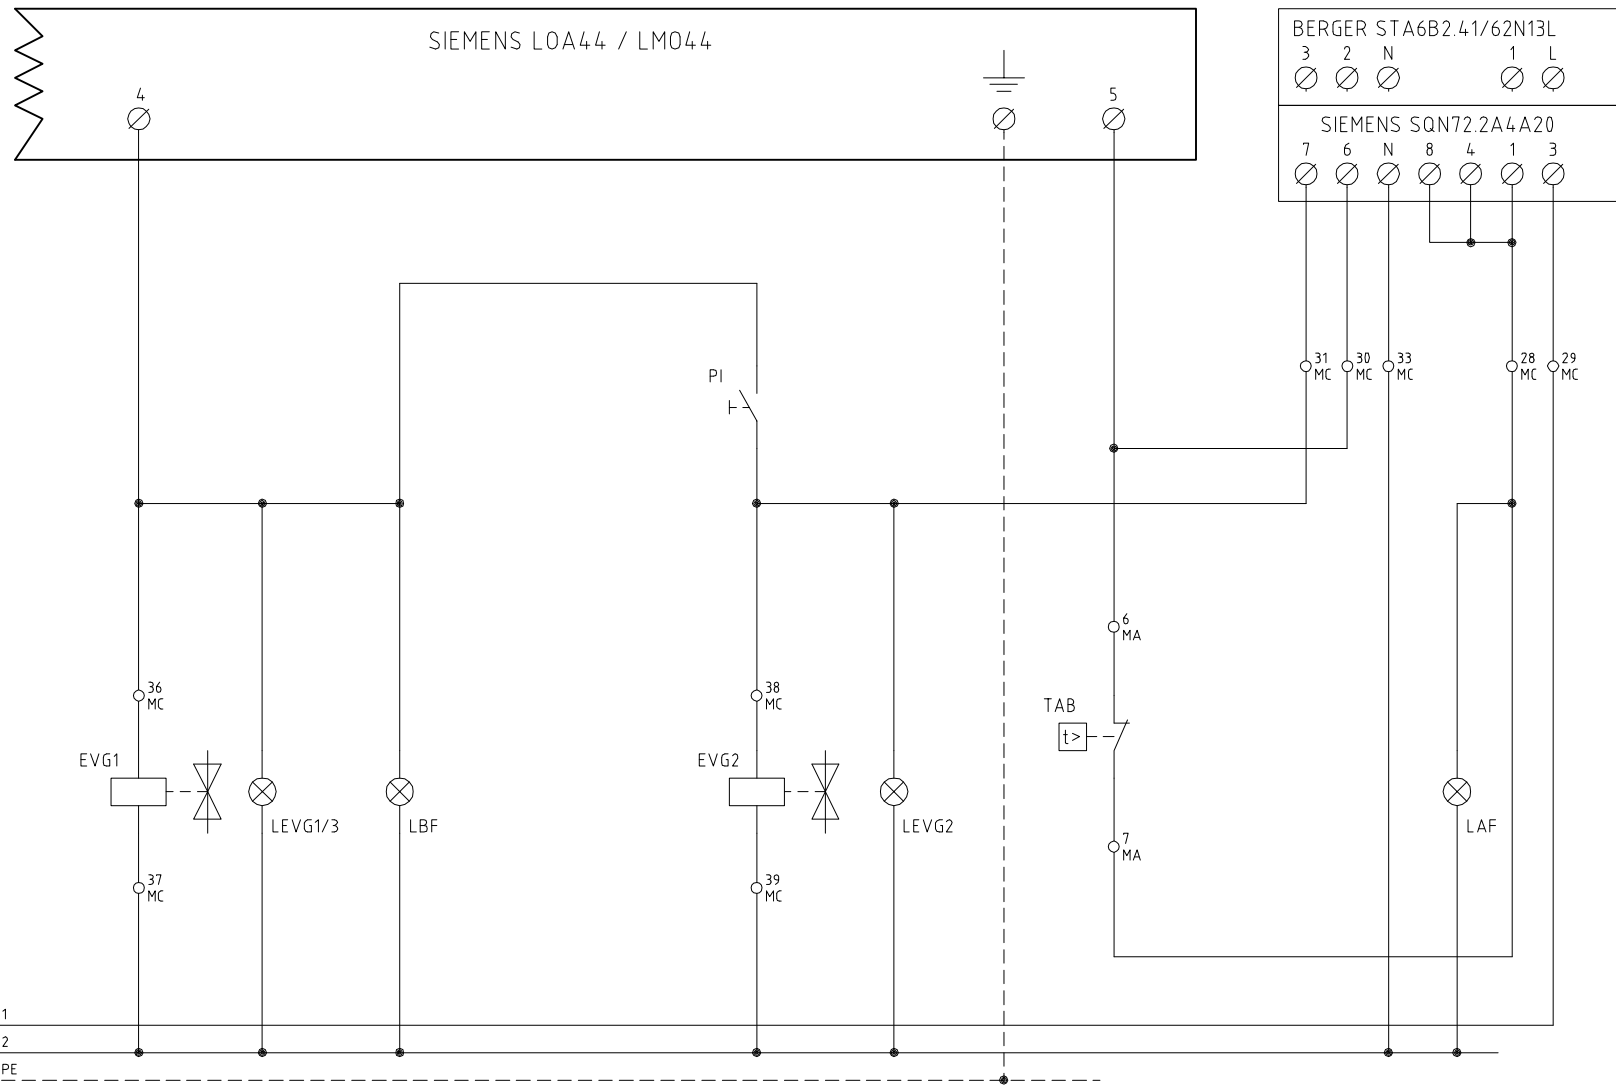 SIEMENS LOA44 / LMO44
4
5
BERGER STA6B2.41/62N13L
3 2 N 1 L
SIEMENS SQN72.2A4A20
7 6 N 8 4 1 3
31 MC
30 MC
33 MC
28 MC
29 MC
PI
6 MA
36 MC
38 MC
TAB
t>
EVG1
EVG2
LEVG1/3
LBF
LEVG2
LAF
7 MA
37 MC
39 MC
1
2
PE